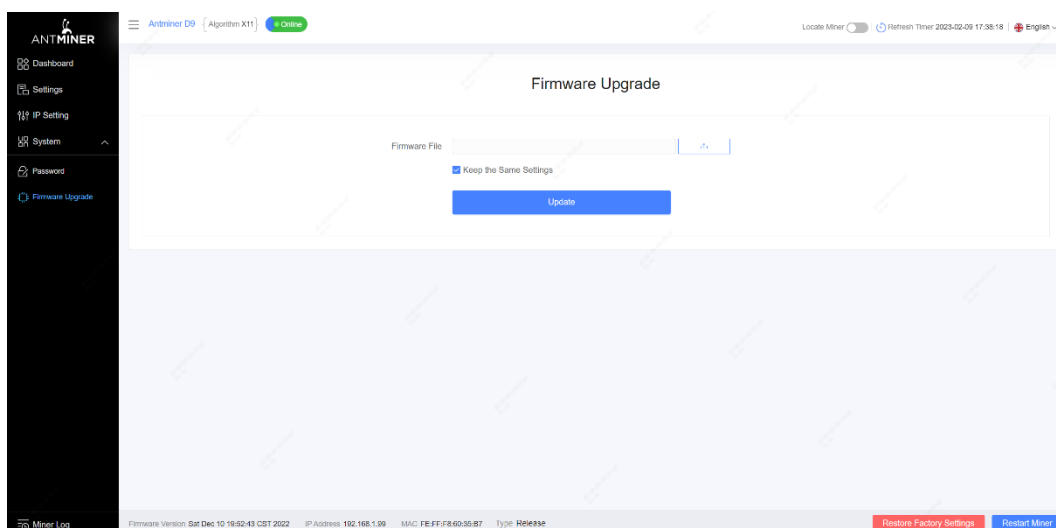 ANTMINER
Antminer D9 {Algorithm X11} Online
Locate Miner Refresh Timer 2023-02-09 17:38:18 English
Dashboard
Settings
IP Setting
System
Password
Firmware Upgrade
Firmware Upgrade
Firmware File
Keep the Same Settings
Update
Miner Log
Firmware Version Sat Dec 10 19:52:43 CST 2022 IP Address 192.168.1.99 MAC FE:FF:F8:60:35:B7 Type Release
Restore Factory Settings Restart Miner